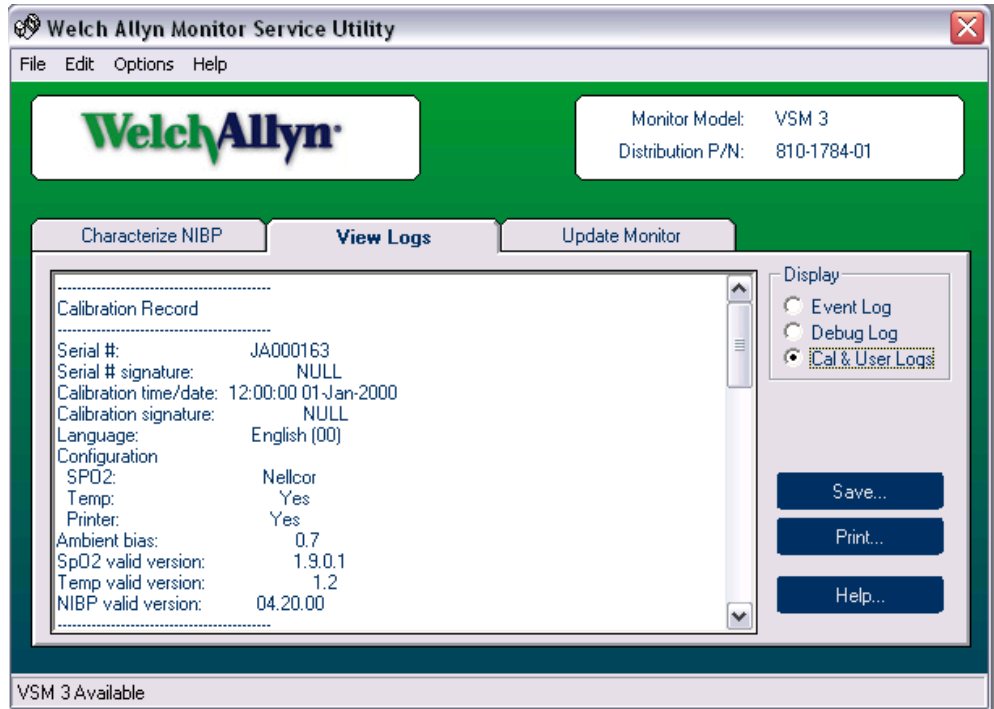 Welch Allyn Monitor Service Utility
File Edit Options Help
WelchAllyn
Monitor Model: VSM 3
Distribution P/N: 810-1784-01
Characterize NIBP View Logs Update Monitor
-------------------------------------------
Calibration Record
-------------------------------------------
Serial #: JA000163
Serial # signature: NULL
Calibration time/date: 12:00:00 01-Jan-2000
Calibration signature: NULL
Language: English (00)
Configuration
SPO2: Nellcor
Temp: Yes
Printer: Yes
Ambient bias: 0.7
SpO2 valid version: 1.9.0.1
Temp valid version: 1.2
NIBP valid version: 04.20.00
-------------------------------------------
Display
Event Log
Debug Log
Cal & User Logs
Save...
Print...
Help...
VSM 3 Available